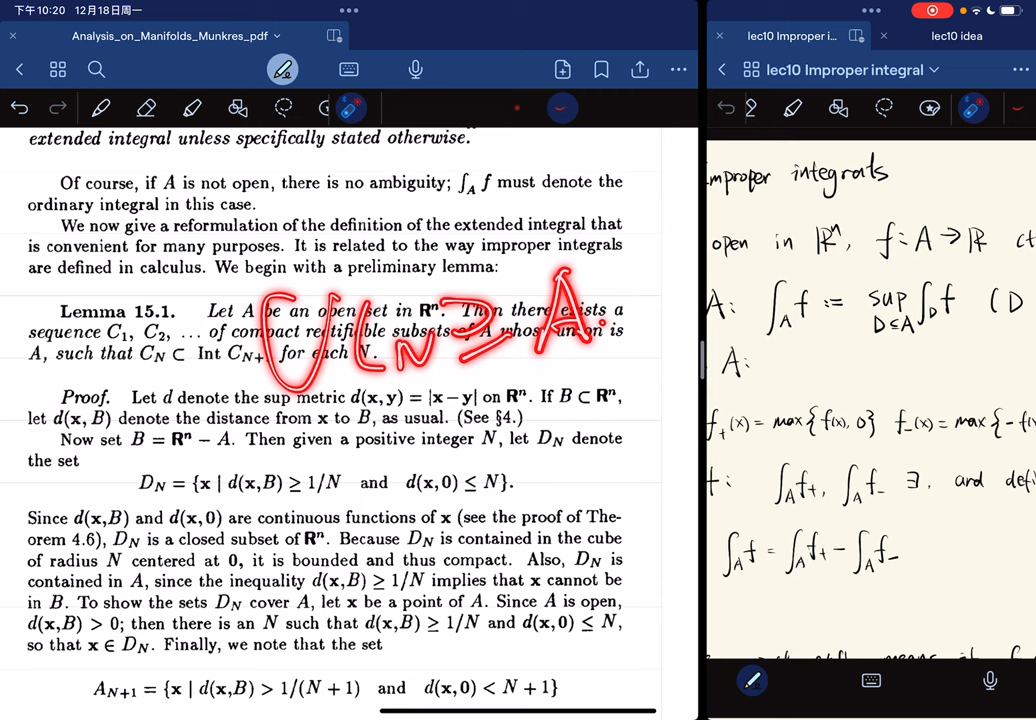 下午10:20 12月18日周一
Analysis_on_Manifolds_Munkres_pdf
extended integral unless specifically stated otherwise.
Of course, if A is not open, there is no ambiguity; ∫_A f must denote the
ordinary integral in this case.
We now give a reformulation of the definition of the extended integral that
is convenient for many purposes. It is related to the way improper integrals
are defined in calculus. We begin with a preliminary lemma:
Lemma 15.1. Let A be an open set in Rⁿ. Then there exists a
sequence C₁, C₂, ... of compact rectifiable subsets of A whose union is
A, such that C_N ⊂ Int C_N+1 for each N.
∪C_N ⊇ A.
Proof. Let d denote the sup metric d(x, y) = |x − y| on Rⁿ. If B ⊂ Rⁿ,
let d(x, B) denote the distance from x to B, as usual. (See §4.)
Now set B = Rⁿ − A. Then given a positive integer N, let D_N denote
the set
D_N = {x | d(x,B) ≥ 1/N and d(x,0) ≤ N}.
Since d(x,B) and d(x,0) are continuous functions of x (see the proof of The-
orem 4.6), D_N is a closed subset of Rⁿ. Because D_N is contained in the cube
of radius N centered at 0, it is bounded and thus compact. Also, D_N is
contained in A, since the inequality d(x,B) ≥ 1/N implies that x cannot be
in B. To show the sets D_N cover A, let x be a point of A. Since A is open,
d(x,B) > 0; then there is an N such that d(x,B) ≥ 1/N and d(x,0) ≤ N,
so that x ∈ D_N. Finally, we note that the set
A_N+1 = {x | d(x,B) > 1/(N + 1) and d(x,0) < N + 1}
lec10 Improper i... lec10 idea
lec10 Improper integral
improper integrals
open in ℝⁿ, f: A → ℝ ct
A: ∫_A f := sup_{D⊆A} ∫_D f (D
A:
f₊(x) = max{f(x), 0} f₋(x) = max{-f(x
t: ∫_A f₊, ∫_A f₋ ∃, and defi
∫_A f = ∫_A f₊ − ∫_A f₋